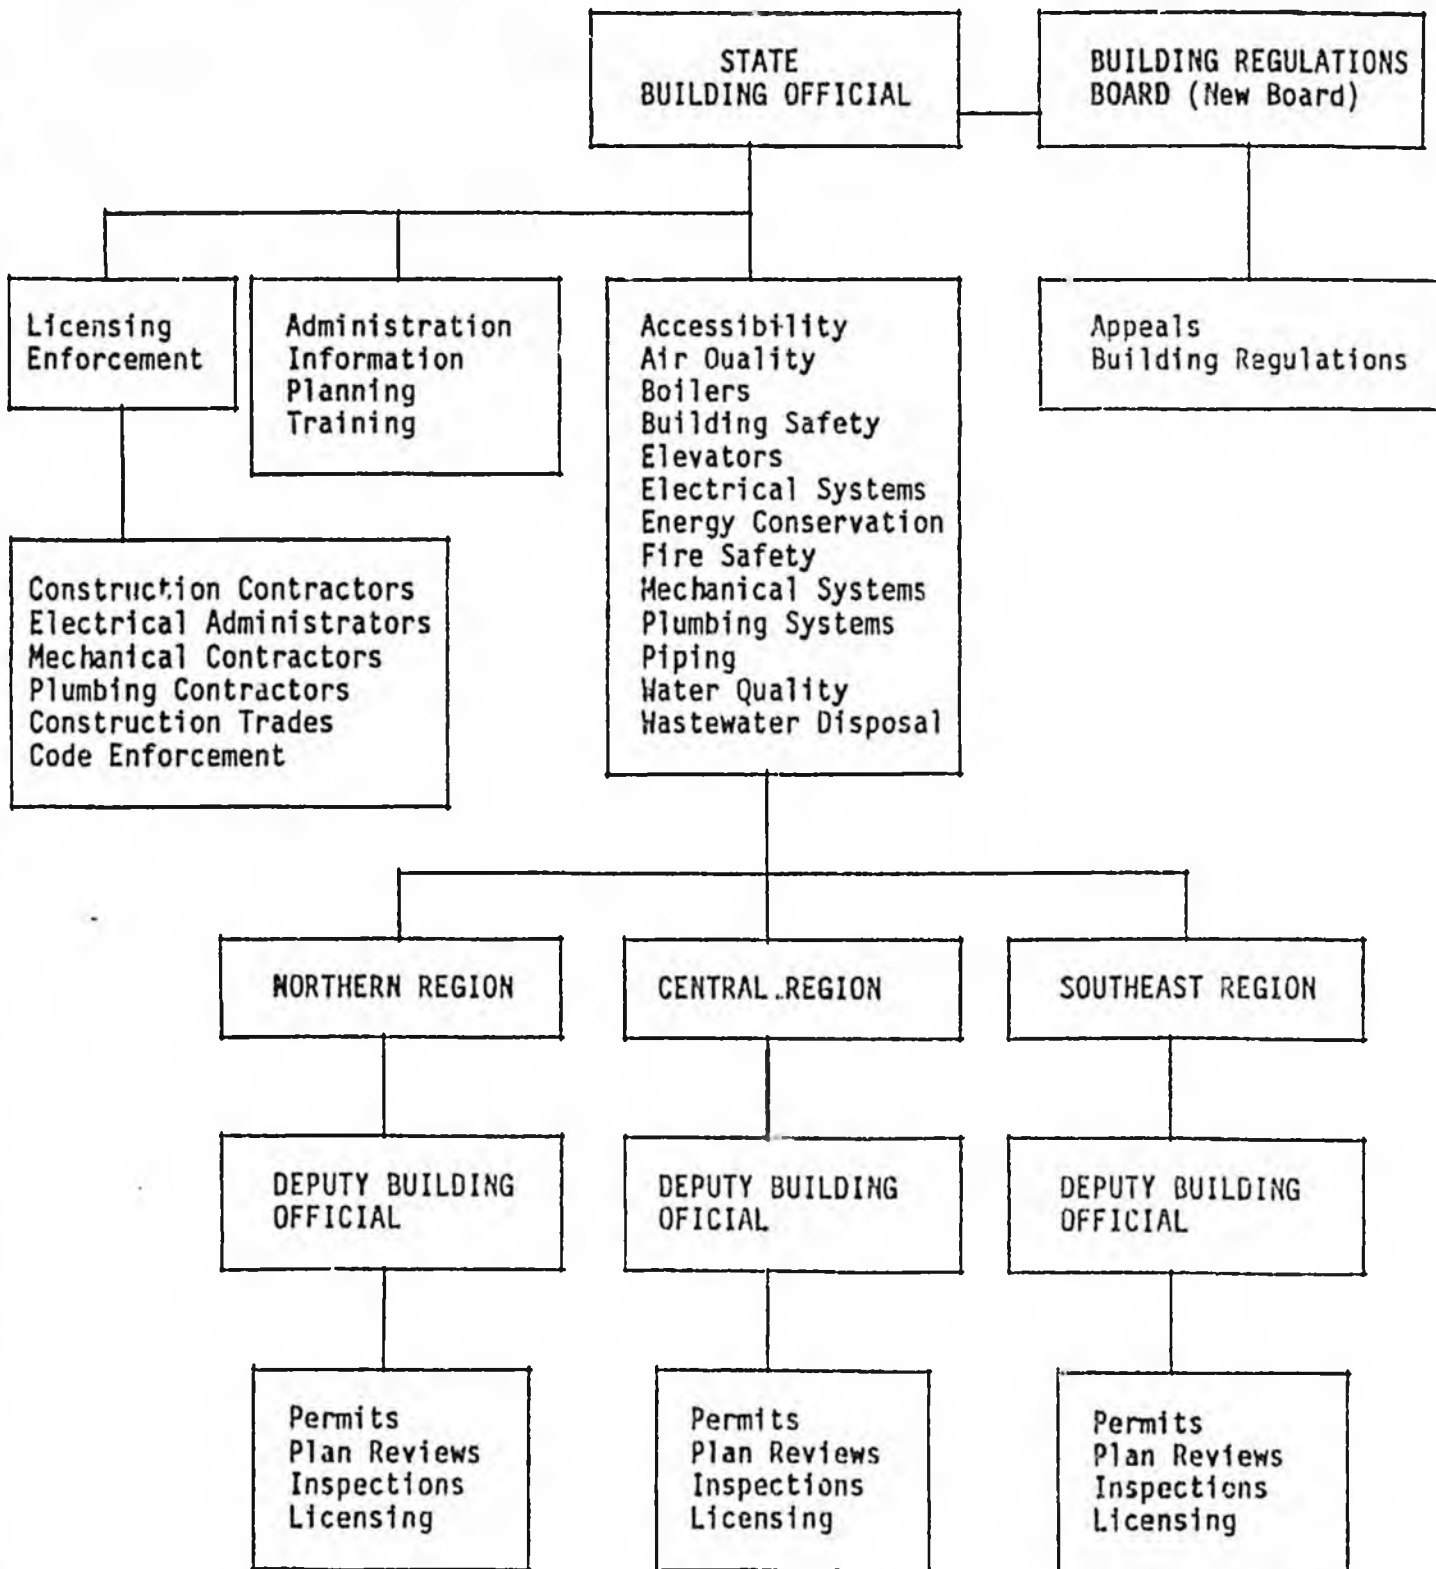 STATE
BUILDING OFFICIAL
BUILDING REGULATIONS
BOARD (New Board)
Licensing
Enforcement
Administration
Information
Planning
Training
Accessibility
Air Quality
Boilers
Building Safety
Elevators
Electrical Systems
Energy Conservation
Fire Safety
Mechanical Systems
Plumbing Systems
Piping
Water Quality
Wastewater Disposal
Appeals
Building Regulations
Construction Contractors
Electrical Administrators
Mechanical Contractors
Plumbing Contractors
Construction Trades
Code Enforcement
NORTHERN REGION
CENTRAL REGION
SOUTHEAST REGION
DEPUTY BUILDING
OFFICIAL
DEPUTY BUILDING
OFICIAL
DEPUTY BUILDING
OFFICIAL
Permits
Plan Reviews
Inspections
Licensing
Permits
Plan Reviews
Inspections
Licensing
Permits
Plan Reviews
Inspections
Licensing